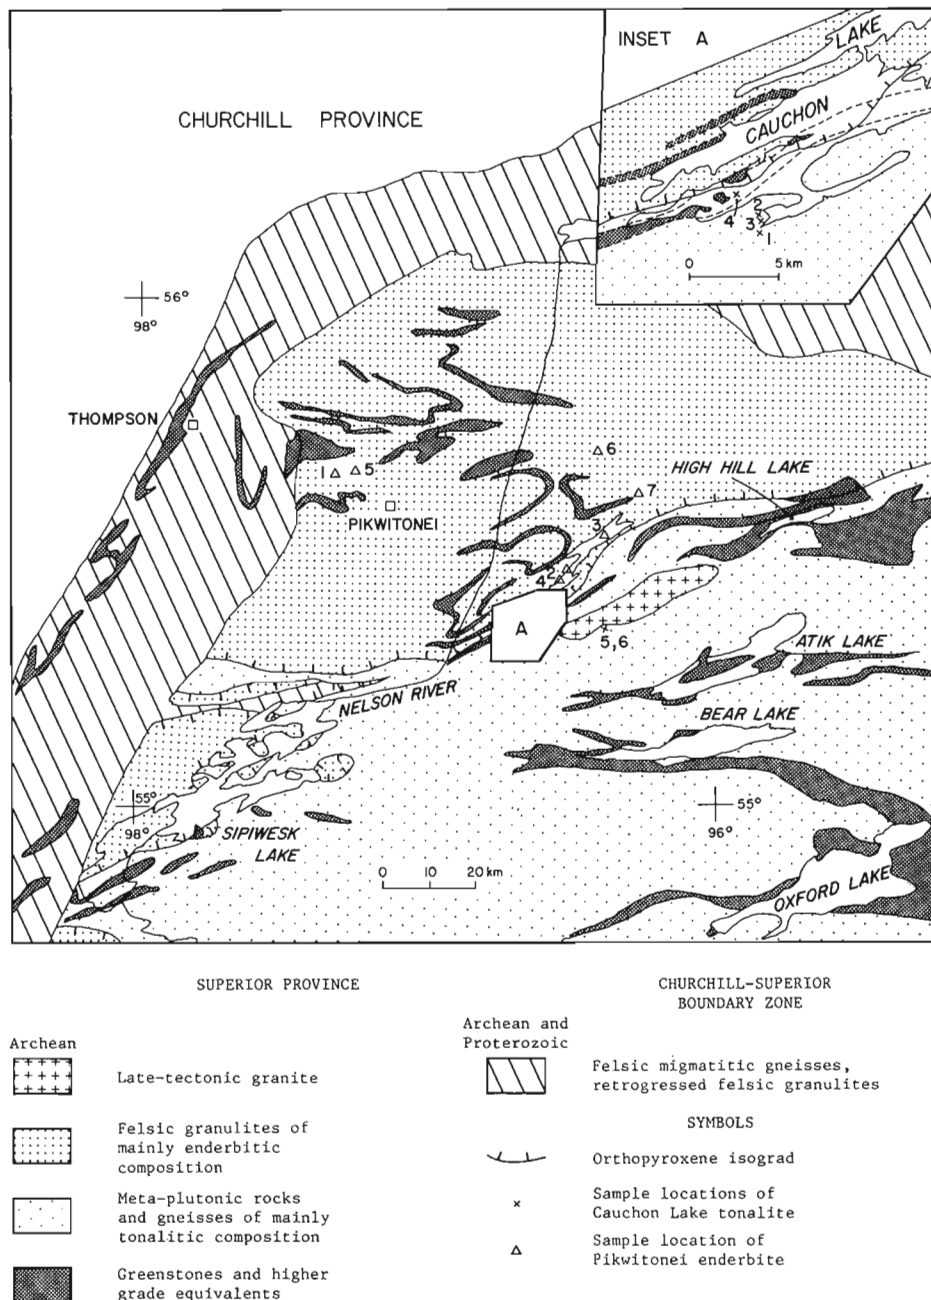 INSET A
LAKE
CAUCHON
4
2
3
1
0 5 km
CHURCHILL PROVINCE
56°
98°
THOMPSON
1
5
PIKWITONEI
6
HIGH HILL LAKE
7
3
2
4
A
5,6
ATIK LAKE
NELSON RIVER
BEAR LAKE
55°
98°
SIPIWESK
LAKE
55°
96°
0 10 20 km
OXFORD LAKE
SUPERIOR PROVINCE
Archean
Late-tectonic granite
Felsic granulites of
mainly enderbitic
composition
Meta-plutonic rocks
and gneisses of mainly
tonalitic composition
Greenstones and higher
grade equivalents
CHURCHILL-SUPERIOR
BOUNDARY ZONE
Archean and
Proterozoic
Felsic migmatitic gneisses,
retrogressed felsic granulites
SYMBOLS
Orthopyroxene isograd
Sample locations of
Cauchon Lake tonalite
Sample location of
Pikwitonei enderbite